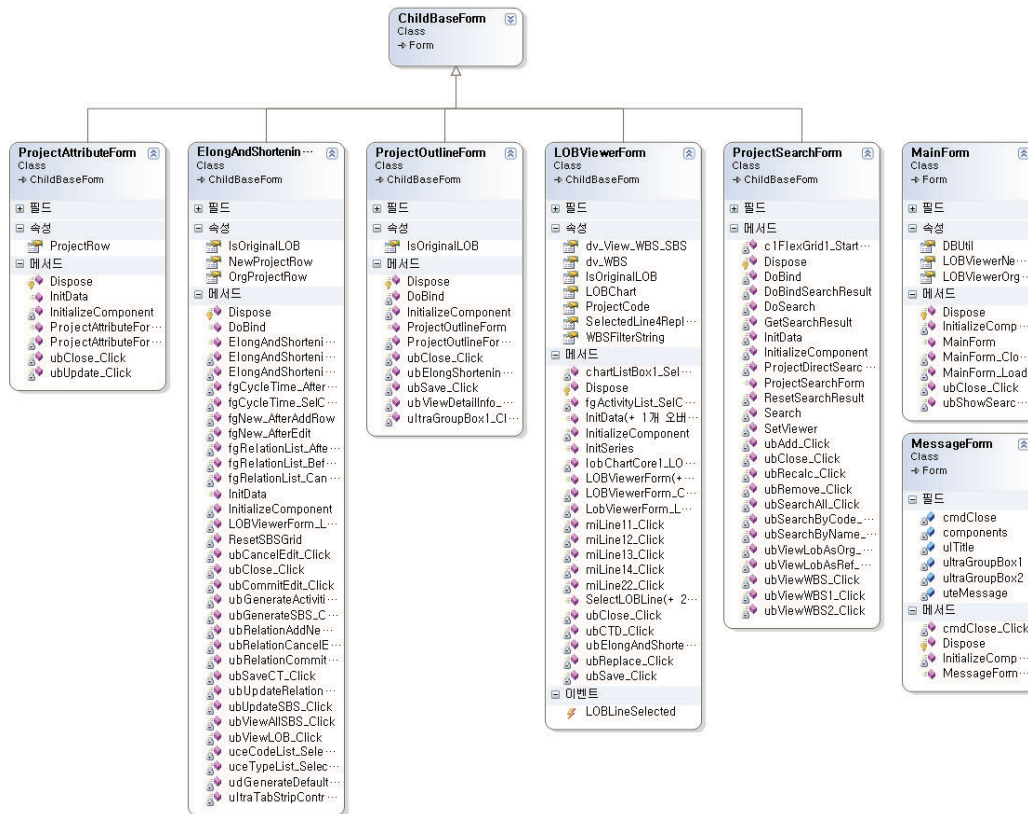 ChildBaseForm
Class
Form
ProjectAttributeForm
Class
ChildBaseForm
필드
속성
ProjectRow
메서드
Dispose
InitData
InitializeComponent
ProjectAttributeFor···
ProjectAttributeFor···
ubClose_Click
ubUpdate_Click
ElongAndShortenin···
Class
ChildBaseForm
필드
속성
IsOriginalLOB
NewProjectRow
OrgProjectRow
메서드
Dispose
DoBind
ElongAndShorteni···
ElongAndShorteni···
ElongAndShorteni···
fgCycleTime_After···
fgCycleTime_SelC···
fgNew_AfterAddRow
fgNew_AfterEdit
fgRelationList_Afte···
fgRelationList_Bef···
fgRelationList_Can···
InitData
InitializeComponent
LOBViewerForm_L···
ResetSBSGrid
ubCancelEdit_Click
ubClose_Click
ubCommitEdit_Click
ubGenerateActiviti···
ubGenerateSBS_C···
ubRelationAddNe···
ubRelationCancelE···
ubRelationCommit···
ubSaveCT_Click
ubUpdateRelation···
ubUpdateSBS_Click
ubViewAllSBS_Click
ubViewLOB_Click
uceCodeList_Sele···
uceTypeList_Selec···
udGenerateDefault···
ultraTabStripContr···
ProjectOutlineForm
Class
ChildBaseForm
필드
속성
IsOriginalLOB
메서드
Dispose
DoBind
InitializeComponent
ProjectOutlineForm
ProjectOutlineFor···
ubClose_Click
ubElongShortenin···
ubSave_Click
ubViewDetailInfo_···
ultraGroupBox1_Cl···
LOBViewerForm
Class
ChildBaseForm
필드
속성
dv_View_WBS_SBS
dv_WBS
IsOriginalLOB
LOBChart
ProjectCode
SelectedLine4Repl···
WBSFilterString
메서드
chartListBox1_Sel···
Dispose
fgActivityList_SelC···
InitData(+ 1개 오버···
InitializeComponent
InitSeries
lobChartCore1_LO···
LOBViewerForm(+···
LOBViewerForm_C···
LobViewerForm_L···
miLine11_Click
miLine12_Click
miLine13_Click
miLine14_Click
miLine22_Click
SelectLOBLine(+ 2···
ubClose_Click
ubCTD_Click
ubElongAndShorte···
ubReplace_Click
ubSave_Click
이벤트
LOBLineSelected
ProjectSearchForm
Class
ChildBaseForm
필드
메서드
c1FlexGrid1_Start···
Dispose
DoBind
DoBindSearchResult
DoSearch
GetSearchResult
InitData
InitializeComponent
ProjectDirectSearc···
ProjectSearchForm
ResetSearchResult
Search
SetViewer
ubAdd_Click
ubClose_Click
ubRecalc_Click
ubRemove_Click
ubSearchAll_Click
ubSearchByCode_···
ubSearchByName_···
ubViewLobAsOrg_···
ubViewLobAsRef_···
ubViewWBS_Click
ubViewWBS1_Click
ubViewWBS2_Click
MainForm
Class
Form
필드
속성
DBUtil
LOBViewerNe···
LOBViewerOrg···
메서드
Dispose
InitializeComp···
MainForm
MainForm_Clo···
MainForm_Load
ubClose_Click
ubShowSearc···
MessageForm
Class
Form
필드
cmdClose
components
ulTitle
ultraGroupBox1
ultraGroupBox2
uteMessage
메서드
cmdClose_Click
Dispose
InitializeComp···
MessageForm···